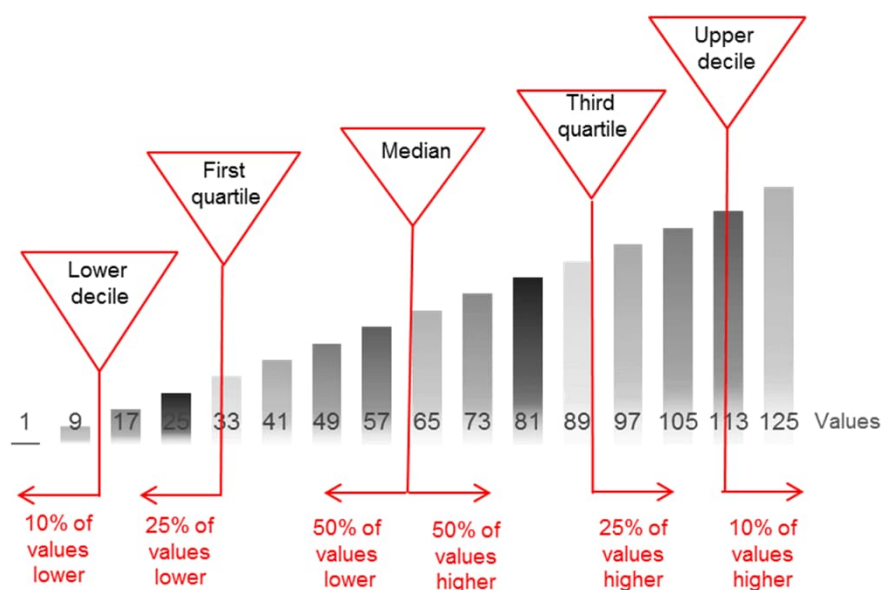 Upper
decile
Third
quartile
Median
First
quartile
Lower
decile
1 9 17 25 33 41 49 57 65 73 81 89 97 105 113 125 Values
10% of
values
lower
25% of
values
lower
50% of
values
lower
50% of
values
higher
25% of
values
higher
10% of
values
higher